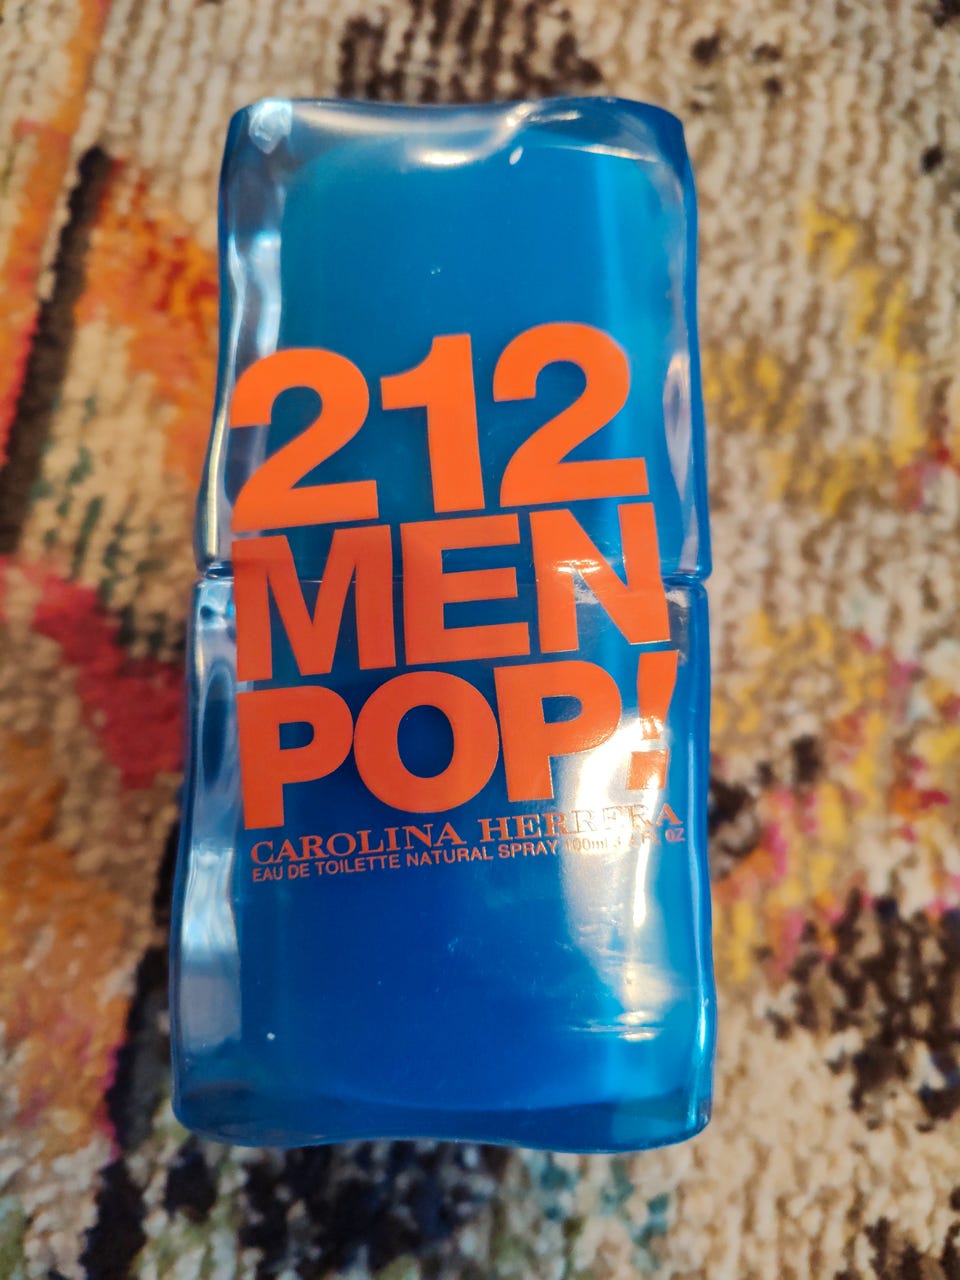 212
MEN
POP!
CAROLINA HERRERA
EAU DE TOILETTE NATURAL SPRAY 100ml OZ